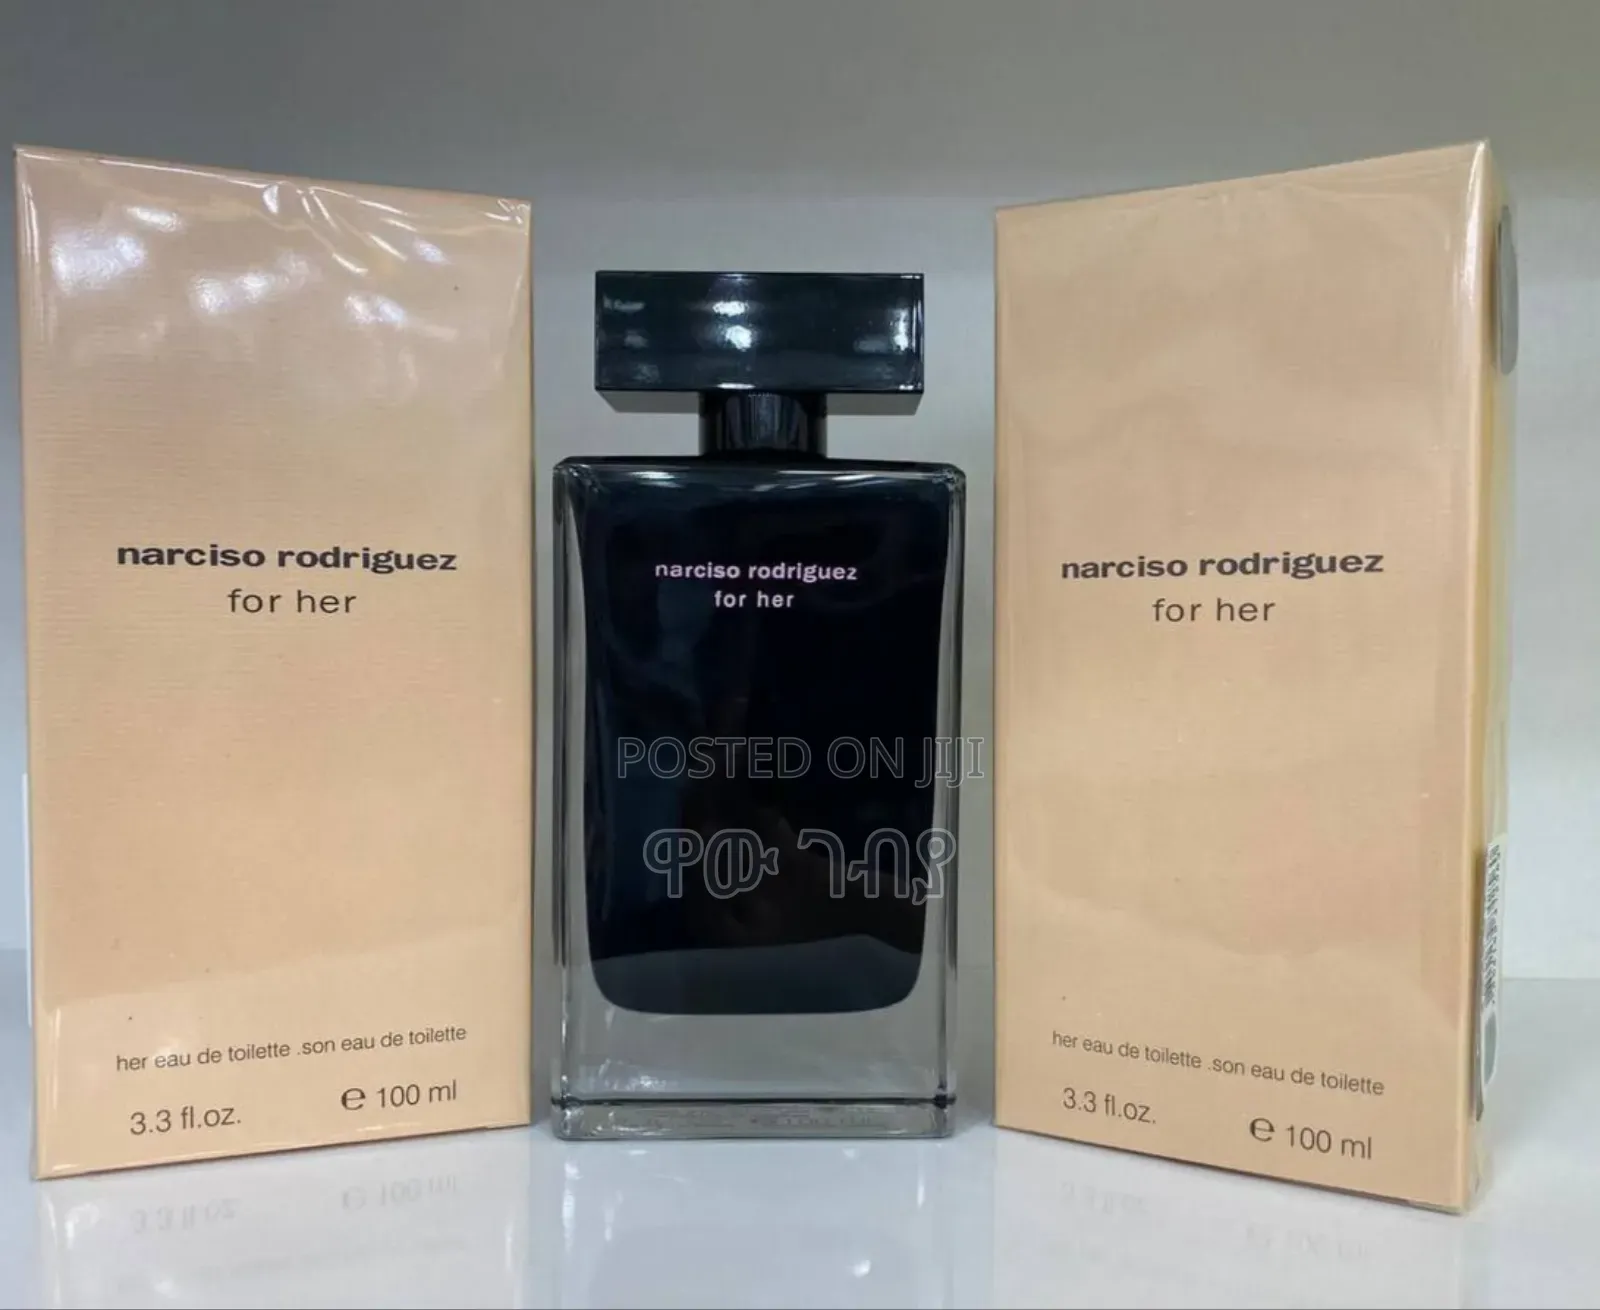 narciso rodriguez
for her
her eau de toilette .son eau de toilette
3.3 fl.oz.
℮ 100 ml
narciso rodriguez
for her
POSTED ON JIJI
ዋው ገብያ
narciso rodriguez
for her
her eau de toilette .son eau de toilette
3.3 fl.oz.
℮ 100 ml